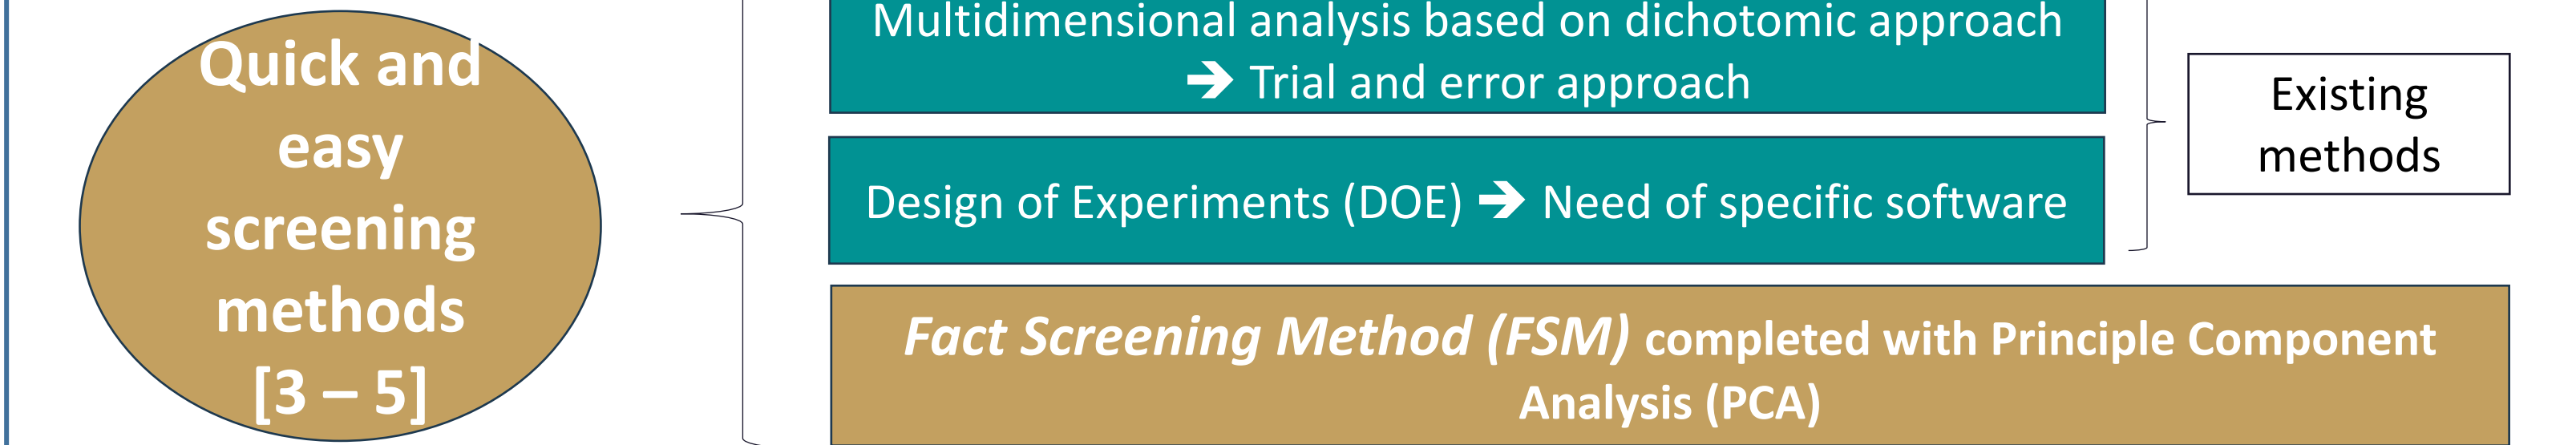 Quick and
easy
screening
methods
[3 – 5]
Multidimensional analysis based on dichotomic approach
➔ Trial and error approach
Design of Experiments (DOE) ➔ Need of specific software
Existing
methods
Fact Screening Method (FSM) completed with Principle Component
Analysis (PCA)